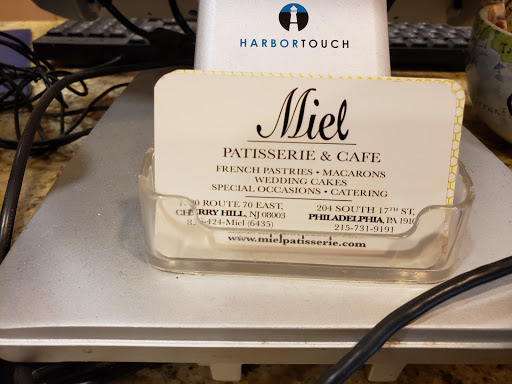 HARBORTOUCH
Miel
PATISSERIE & CAFE
FRENCH PASTRIES • MACARONS
WEDDING CAKES
SPECIAL OCCASIONS • CATERING
ROUTE 70 EAST,
CHERRY HILL, NJ 08003
424-Miel (6435)
204 SOUTH 17TH ST,
PHILADELPHIA, PA
215-731-9191
www.mielpatisserie.com